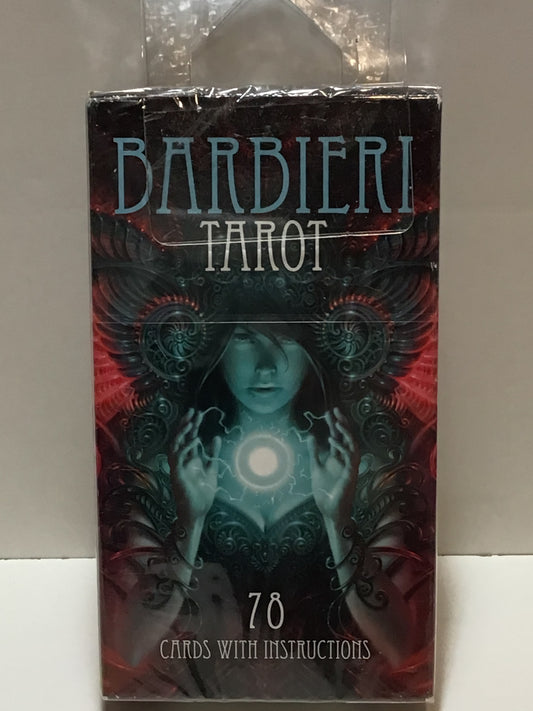 BARBIERI
TAROT
78
CARDS WITH INSTRUCTIONS